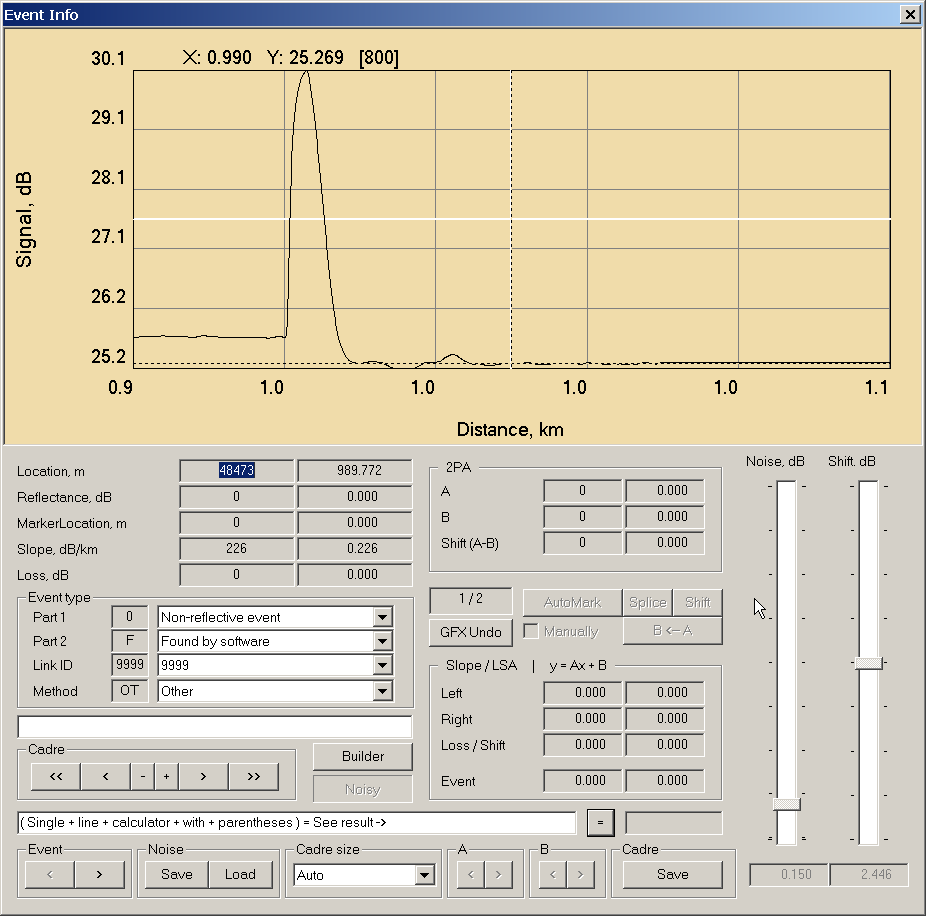 Event Info
X: 0.990 Y: 25.269 [800]
30.1
29.1
28.1
27.1
26.2
25.2
Signal, dB
0.9 1.0 1.0 1.0 1.0 1.1
Distance, km
Location, m 48473 989.772
Reflectance, dB 0 0.000
MarkerLocation, m 0 0.000
Slope, dB/km 226 0.226
Loss, dB 0 0.000
Event type
Part 1 0 Non-reflective event
Part 2 F Found by software
Link ID 9999 9999
Method OT Other
Cadre
<< < - + > >>
Builder
Noisy
2PA
A 0 0.000
B 0 0.000
Shift (A-B) 0 0.000
1 / 2 AutoMark Splice Shift
GFX Undo Manually B <-- A
Slope / LSA | y = Ax + B
Left 0.000 0.000
Right 0.000 0.000
Loss / Shift 0.000 0.000
Event 0.000 0.000
Noise, dB Shift. dB
( Single + line + calculator + with + parentheses ) = See result -> =
Event < >
Noise Save Load
Cadre size Auto
A < >
B < >
Cadre Save
0.150 2.446